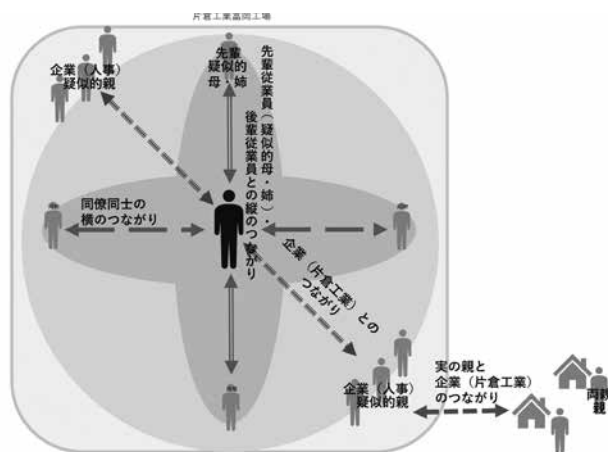 片倉工業富岡工場
企業（人事）
疑似的親
先輩
疑似的
母・姉
先輩従業員（疑似的母・姉）・
後輩従業員との縦のつながり
同僚同士の
横のつながり
企業（片倉工業）との
つながり
企業（人事）
疑似的親
実の親と
企業（片倉工業）
のつながり
両親
親